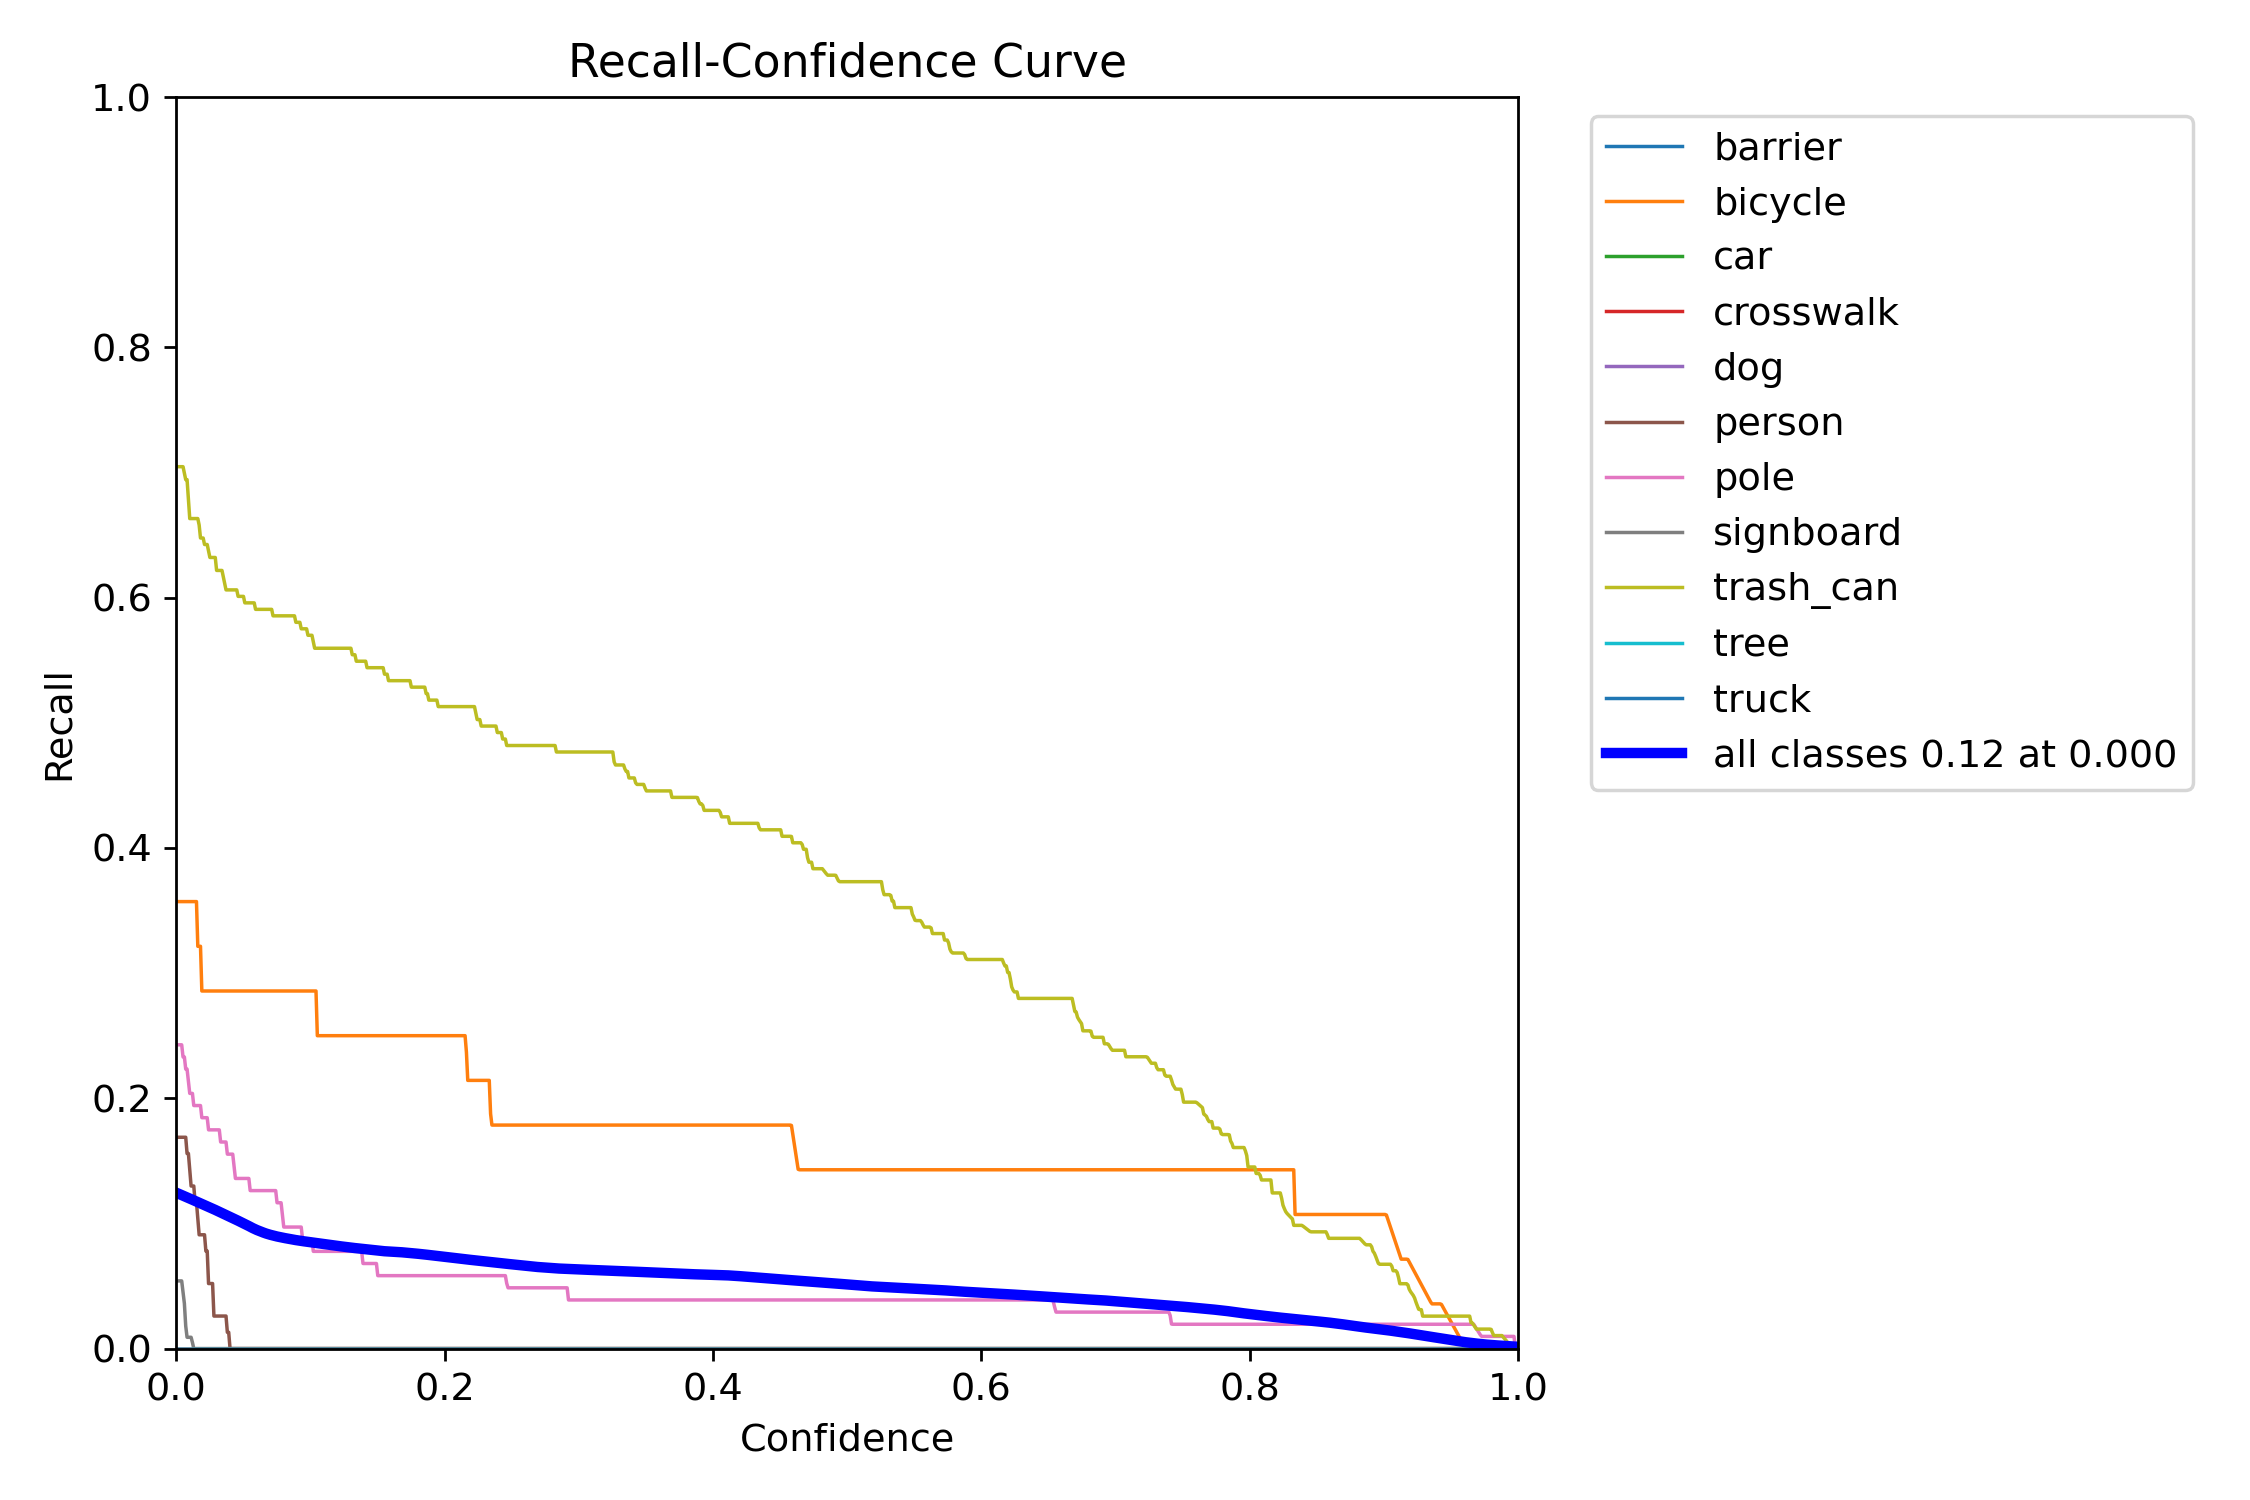 Recall-Confidence Curve
1.0
0.8
0.6
0.4
0.2
0.0
Recall
0.0 0.2 0.4 0.6 0.8 1.0
Confidence
barrier
bicycle
car
crosswalk
dog
person
pole
signboard
trash_can
tree
truck
all classes 0.12 at 0.000